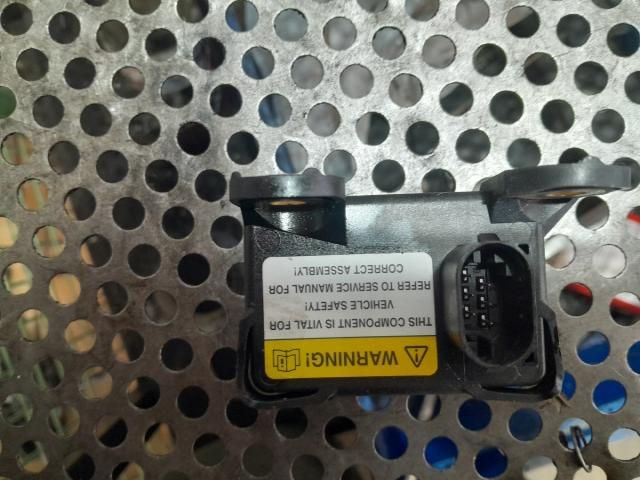 WARNING!
THIS COMPONENT IS VITAL FOR
VEHICLE SAFETY!
REFER TO SERVICE MANUAL FOR
CORRECT ASSEMBLY!